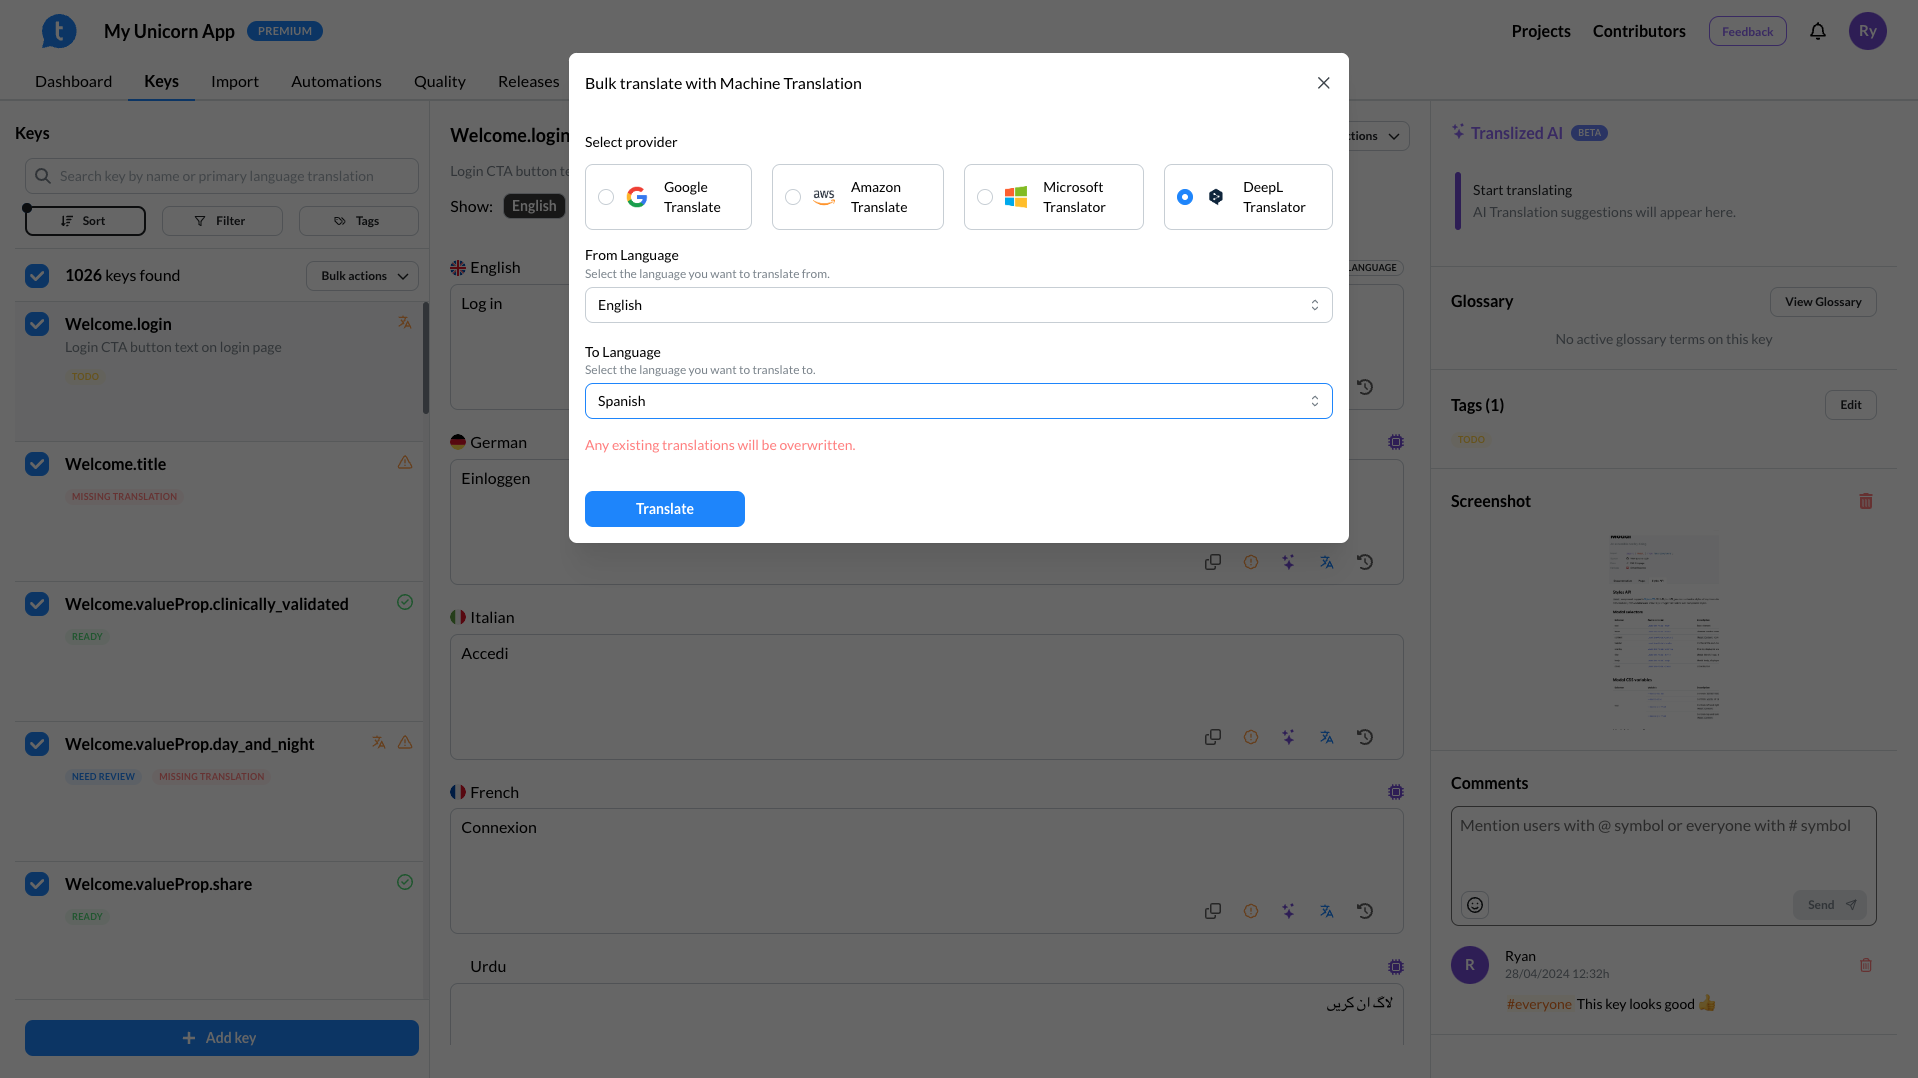 My Unicorn App
PREMIUM
Projects
Contributors
Feedback
Ry
Dashboard
Keys
Import
Automations
Quality
Releases
Keys
Search key by name or primary language translation
Sort
Filter
Tags
1026 keys found
Bulk actions
Welcome.login
Login CTA button text on login page
TODO
Welcome.title
MISSING TRANSLATION
Welcome.valueProp.clinically_validated
READY
Welcome.valueProp.day_and_night
NEED REVIEW
MISSING TRANSLATION
Welcome.valueProp.share
READY
Add key
Welcome.login
Login CTA button
Show:
English
English
LANGUAGE
Log in
German
Einloggen
Italian
Accedi
French
Connexion
Urdu
لاگ ان کریں
Bulk translate with Machine Translation
Select provider
Google
Translate
aws
Amazon
Translate
Microsoft
Translator
DeepL
Translator
From Language
Select the language you want to translate from.
English
To Language
Select the language you want to translate to.
Spanish
Any existing translations will be overwritten.
Translate
Translized AI
BETA
Start translating
AI Translation suggestions will appear here.
Glossary
View Glossary
No active glossary terms on this key
Tags (1)
Edit
TODO
Screenshot
Comments
Mention users with @ symbol or everyone with # symbol
Send
R
Ryan
28/04/2024 12:32h
#everyone This key looks good 👍